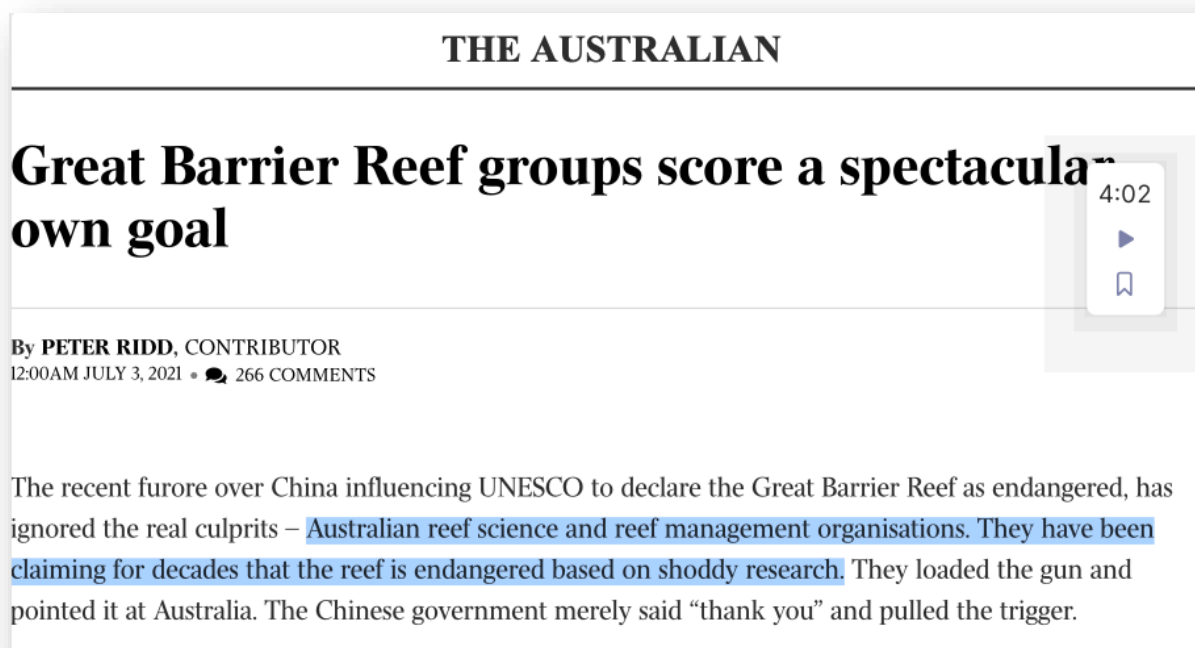 THE AUSTRALIAN
Great Barrier Reef groups score a spectacular
own goal
4:02
By PETER RIDD, CONTRIBUTOR
12:00AM JULY 3, 2021 • 266 COMMENTS
The recent furore over China influencing UNESCO to declare the Great Barrier Reef as endangered, has
ignored the real culprits – Australian reef science and reef management organisations. They have been
claiming for decades that the reef is endangered based on shoddy research. They loaded the gun and
pointed it at Australia. The Chinese government merely said “thank you” and pulled the trigger.